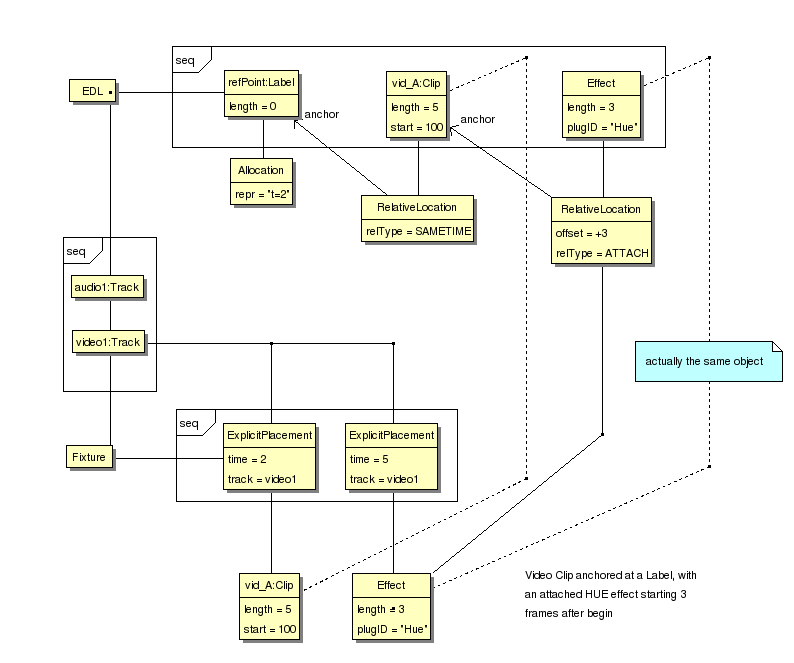 seq
EDL
refPoint:Label
length = 0
vid_A:Clip
length = 5
start = 100
Effect
length = 3
plugID = "Hue"
anchor
anchor
Allocation
repr = "t=2"
RelativeLocation
relType = SAMETIME
RelativeLocation
offset = +3
relType = ATTACH
seq
audio1:Track
video1:Track
actually the same object
seq
ExplicitPlacement
time = 2
track = video1
ExplicitPlacement
time = 5
track = video1
Fixture
vid_A:Clip
length = 5
start = 100
Effect
length = 3
plugID = "Hue"
Video Clip anchored at a Label, with
an attached HUE effect starting 3
frames after begin